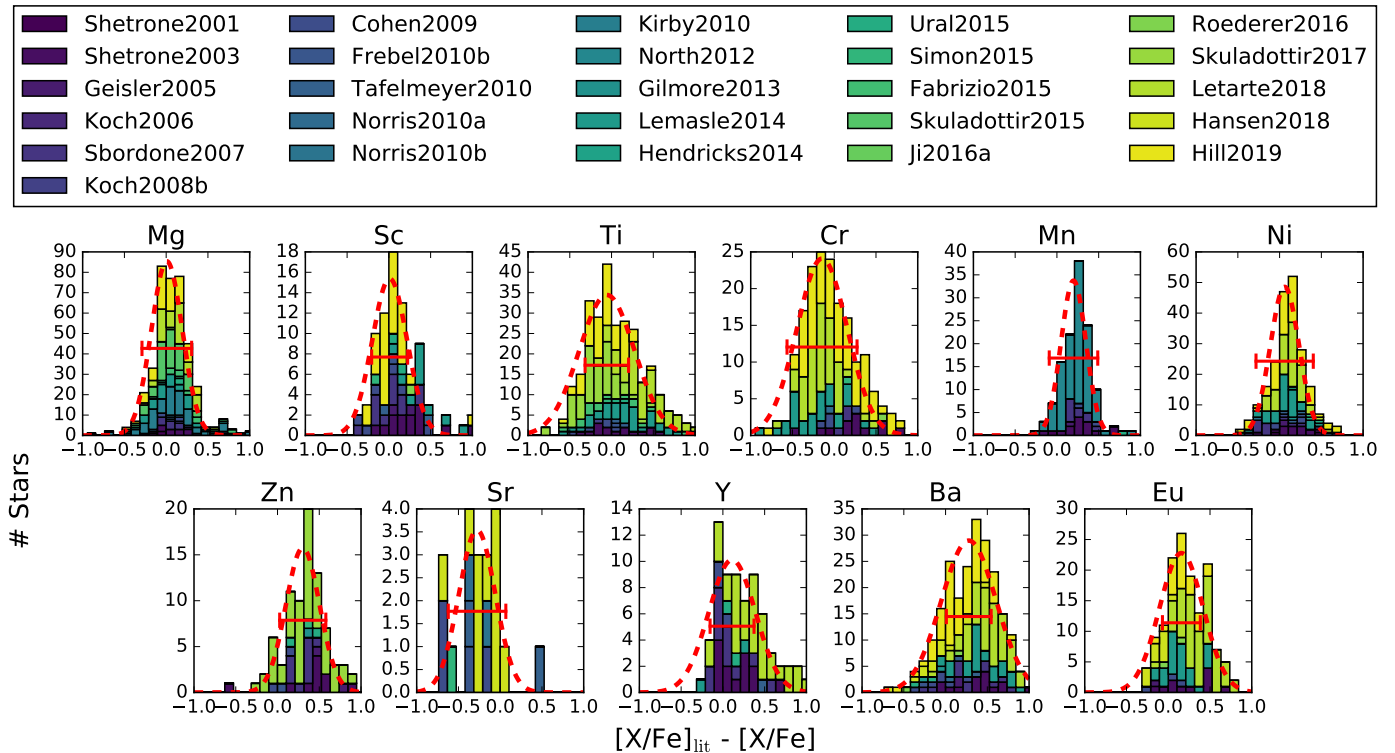 Shetrone2001 Cohen2009 Kirby2010 Ural2015 Roederer2016
Shetrone2003 Frebel2010b North2012 Simon2015 Skuladottir2017
Geisler2005 Tafelmeyer2010 Gilmore2013 Fabrizio2015 Letarte2018
Koch2006 Norris2010a Lemasle2014 Skuladottir2015 Hansen2018
Sbordone2007 Norris2010b Hendricks2014 Ji2016a Hill2019
Koch2008b
Mg Sc Ti Cr Mn Ni
90 18 45 25 40 60
80 16 40 35 50
70 14 35 20 30 40
60 12 30 25
50 10 25 15 20 30
40 8 20 10 15 20
30 6 15 10
20 4 10 5 5 10
10 2 5
0 0 0 0 0 0
−1.0 −0.5 0.0 0.5 1.0 −1.0 −0.5 0.0 0.5 1.0 −1.0 −0.5 0.0 0.5 1.0 −1.0 −0.5 0.0 0.5 1.0 −1.0 −0.5 0.0 0.5 1.0 −1.0 −0.5 0.0 0.5 1.0
# Stars
Zn Sr Y Ba Eu
20 4.0 14 35 30
3.5 12 30 25
15 3.0 10 25 20
2.5 8 20
10 2.0 6 15 15
1.5 4 10 10
5 1.0 2 5 5
0.5
0 0.0 0 0 0
−1.0 −0.5 0.0 0.5 1.0 −1.0 −0.5 0.0 0.5 1.0 −1.0 −0.5 0.0 0.5 1.0 −1.0 −0.5 0.0 0.5 1.0 −1.0 −0.5 0.0 0.5 1.0
[X/Fe]lit - [X/Fe]